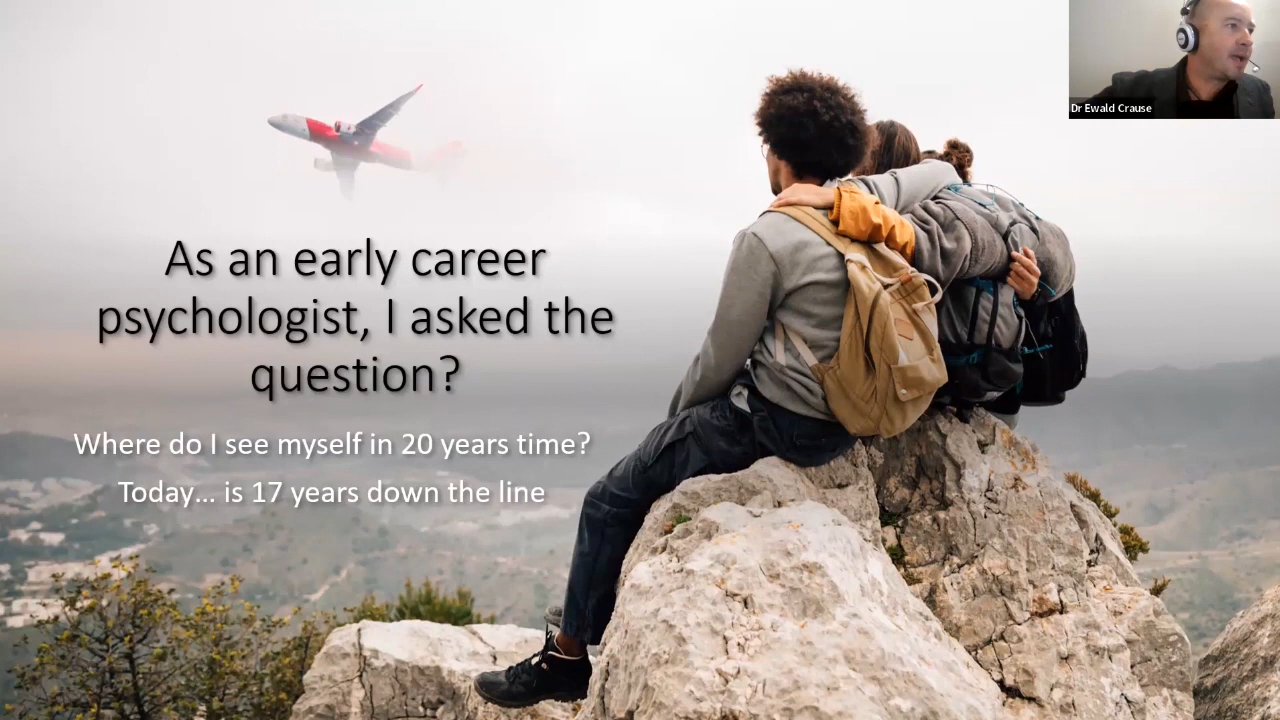 Dr Ewald Crause
As an early career
psychologist, I asked the
question?
Where do I see myself in 20 years time?
Today... is 17 years down the line